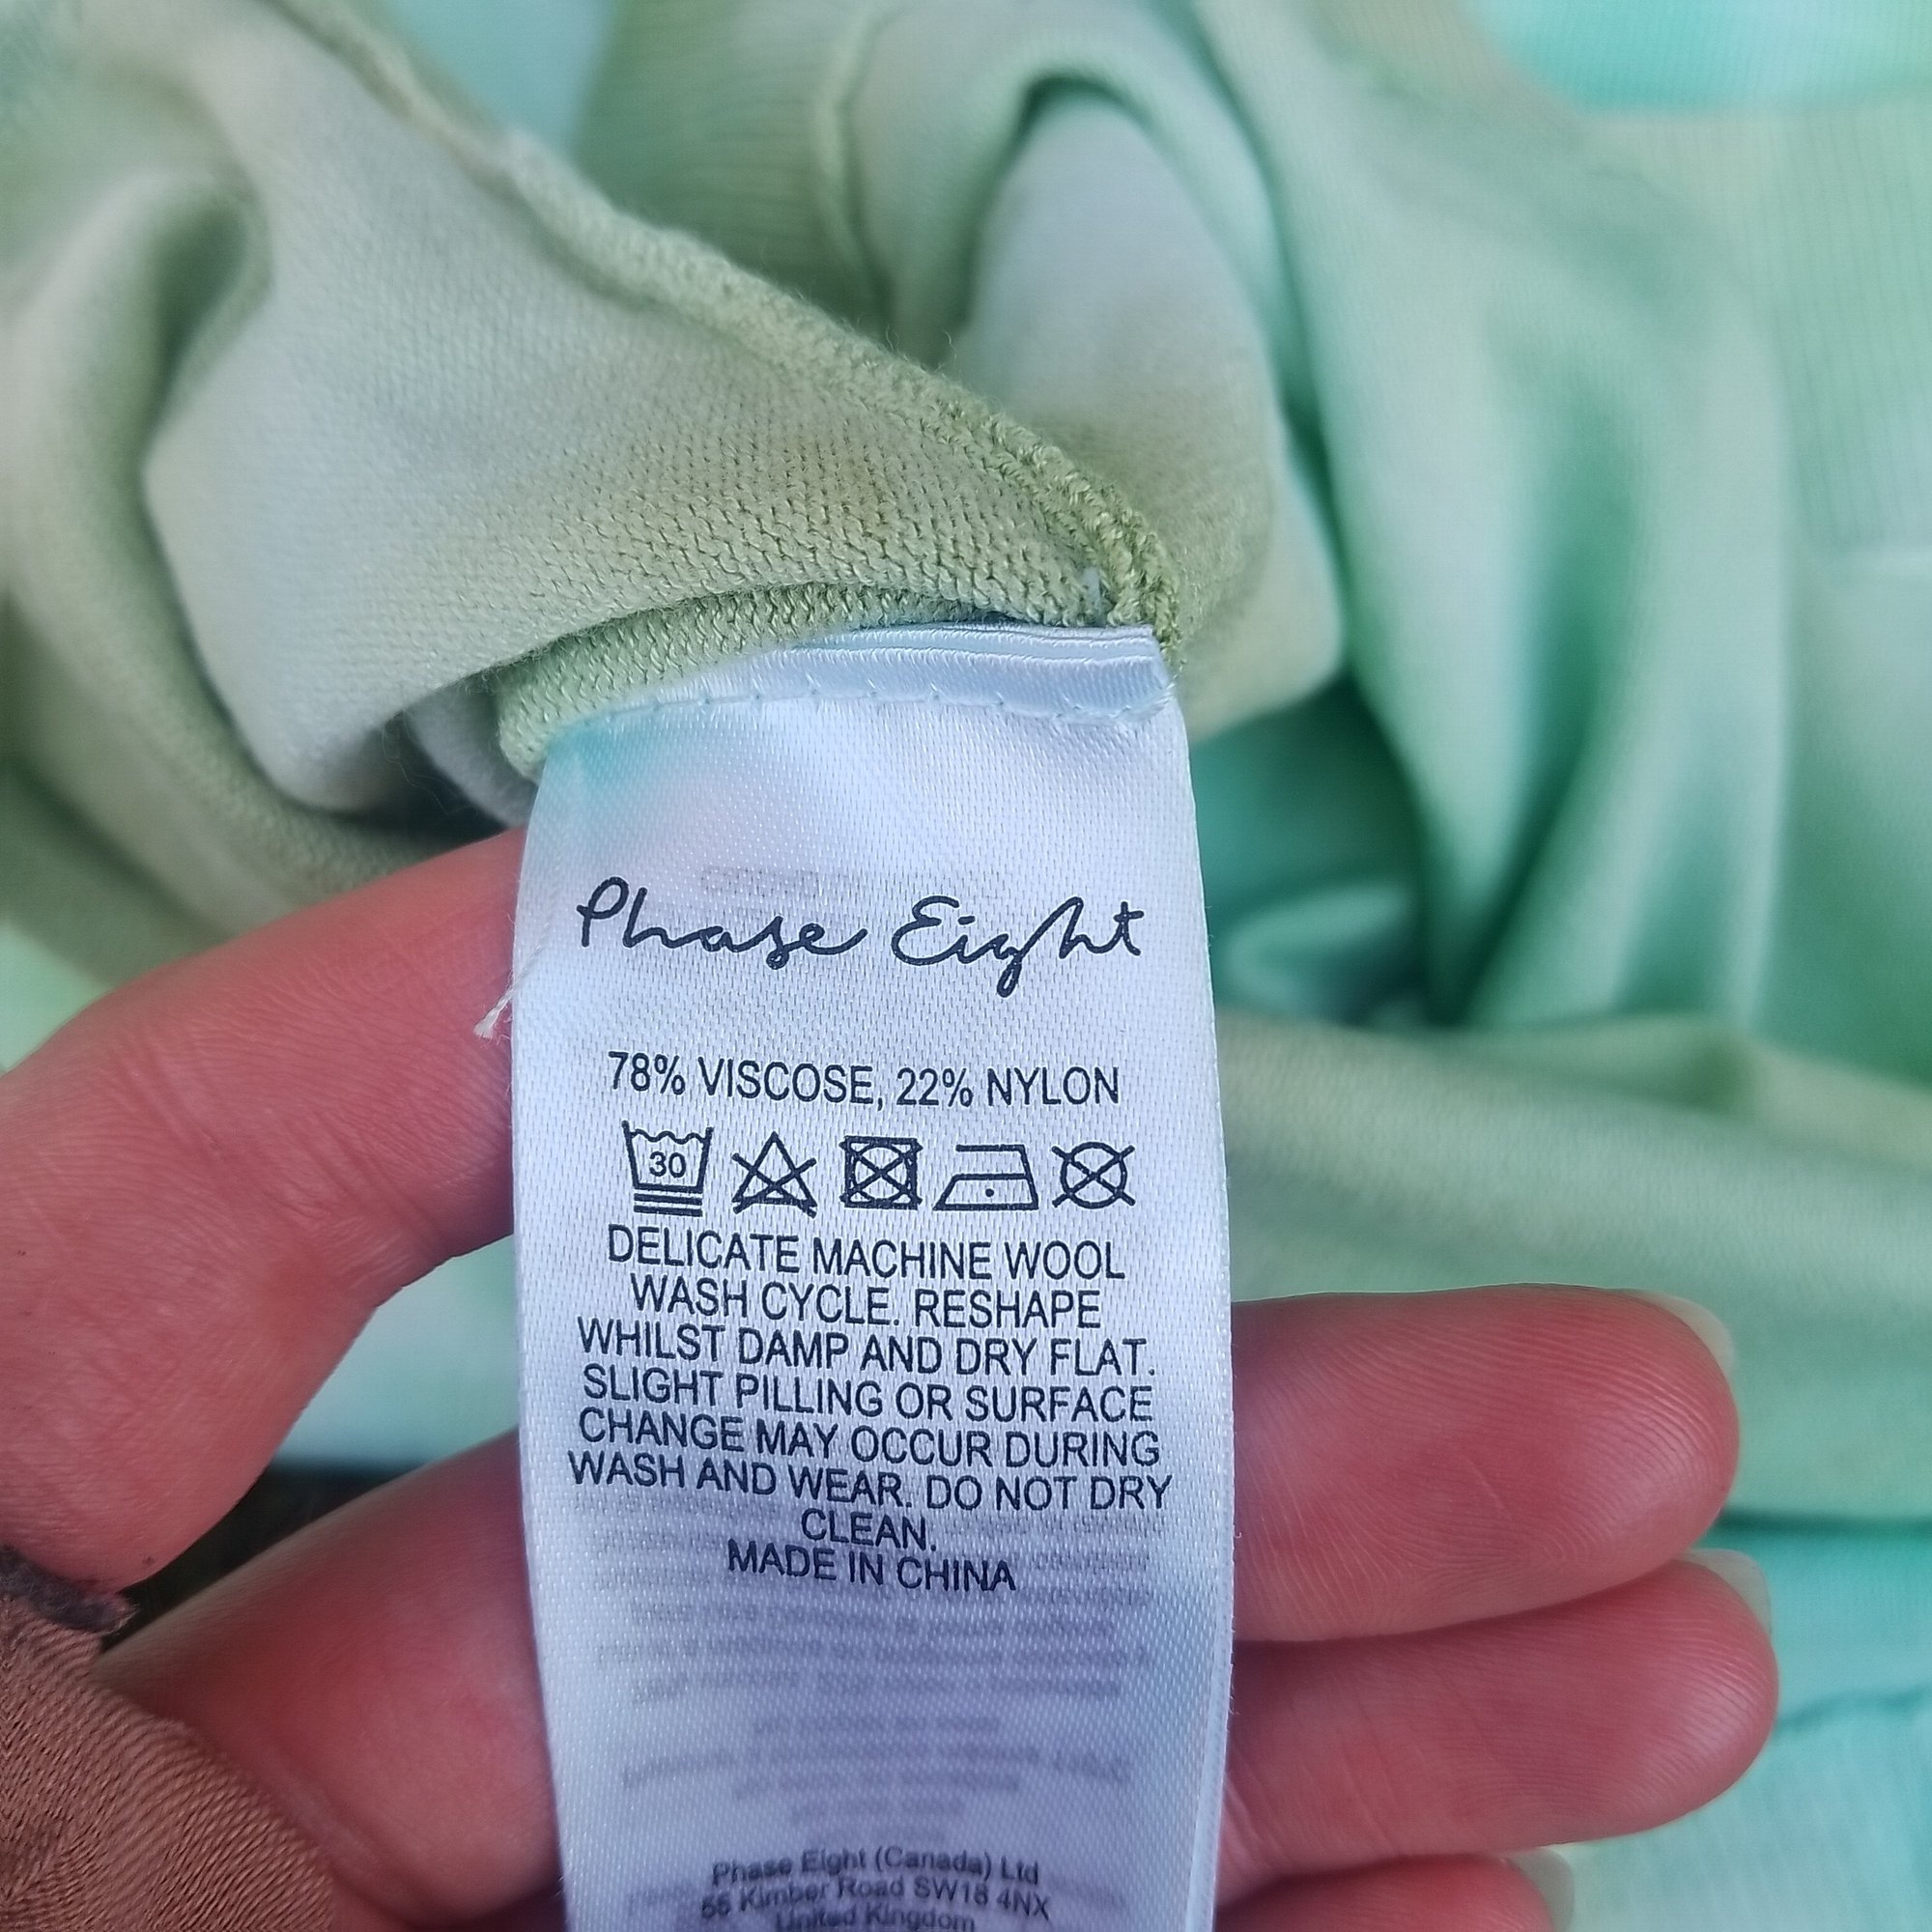 Phase Eight
78% VISCOSE, 22% NYLON
30
DELICATE MACHINE WOOL
WASH CYCLE. RESHAPE
WHILST DAMP AND DRY FLAT.
SLIGHT PILLING OR SURFACE
CHANGE MAY OCCUR DURING
WASH AND WEAR. DO NOT DRY
CLEAN.
MADE IN CHINA
Phase Eight (Canada) Ltd
55 Kimber Road SW18 4NX
United Kingdom